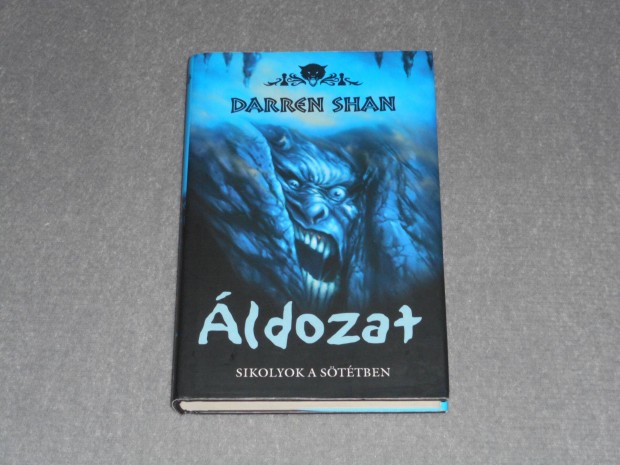 DARREN SHAN
Áldozat
SIKOLYOK A SÖTÉTBEN